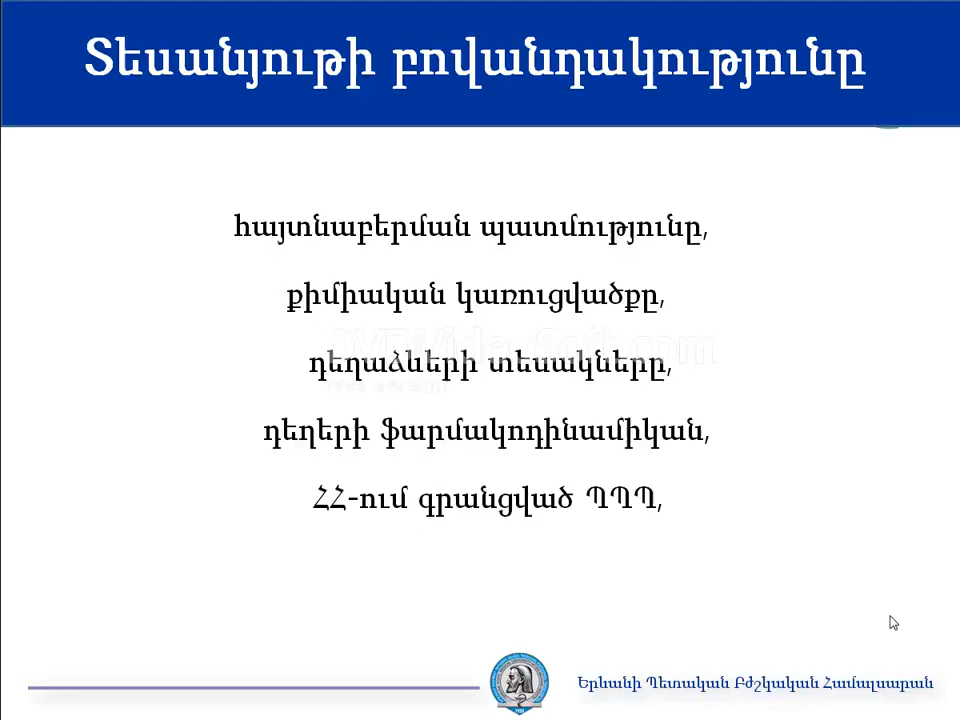 Տեսանյութի բովանդակությունը
հայտնաբերման պատմությունը,
քիմիական կառուցվածքը,
դեղաձևերի տեսակները,
դեղերի ֆարմակոդինամիկան,
ՀՀ-ում գրանցված ՊՊՊ,
Երևանի Պետական Բժշկական Համալսարան